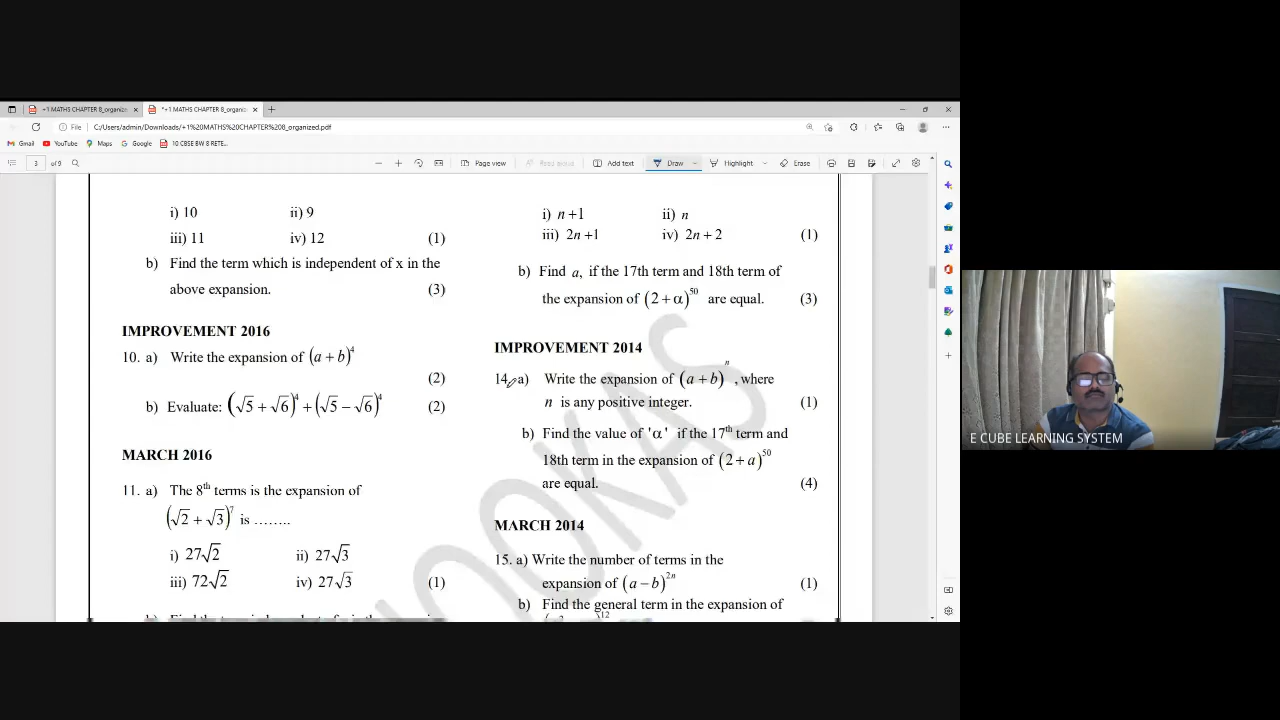 +1 MATHS CHAPTER 8_organize
*+1 MATHS CHAPTER 8_organiz
File C:/Users/admin/Downloads/+1%20MATHS%20CHAPTER%208_organized.pdf
Gmail YouTube Maps Google 10 CBSE BW 8 RETE...
3 of 9 Page view Read aloud Add text Draw Highlight Erase
i) 10 ii) 9
iii) 11 iv) 12 (1)
b) Find the term which is independent of x in the
above expansion. (3)
IMPROVEMENT 2016
10. a) Write the expansion of (a + b)^4
(2)
b) Evaluate: (√5 + √6)^4 + (√5 − √6)^4 (2)
MARCH 2016
11. a) The 8th terms is the expansion of
(√2 + √3)^7 is ........
i) 27√2 ii) 27√3
iii) 72√2 iv) 27√3 (1)
i) n + 1 ii) n
iii) 2n + 1 iv) 2n + 2 (1)
b) Find a, if the 17th term and 18th term of
the expansion of (2 + α)^50 are equal. (3)
IMPROVEMENT 2014
14. a) Write the expansion of (a + b)^n, where
n is any positive integer. (1)
b) Find the value of 'α' if the 17th term and
18th term in the expansion of (2 + a)^50
are equal. (4)
MARCH 2014
15. a) Write the number of terms in the
expansion of (a − b)^2n (1)
b) Find the general term in the expansion of
E CUBE LEARNING SYSTEM